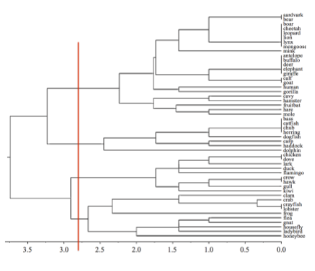 aardvark
bear
boar
cheetah
leopard
lion
lynx
mongoose
mink
antelope
buffalo
deer
elephant
giraffe
calf
goat
human
gorilla
cavy
hamster
fruitbat
hare
mole
bass
catfish
chub
herring
dogfish
carp
haddock
dolphin
chicken
dove
lark
duck
flamingo
crow
hawk
gull
kiwi
clam
crab
crayfish
lobster
frog
flea
gnat
housefly
ladybird
honeybee
3.5 3.0 2.5 2.0 1.5 1.0 0.5 0.0